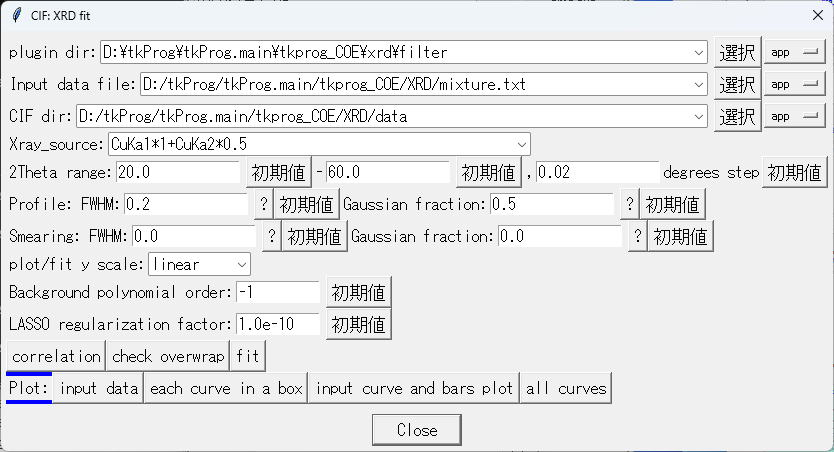 CIF: XRD fit
plugin dir: D:¥tkProg¥tkProg.main¥tkprog_COE¥xrd¥filter 選択 app
Input data file: D:/tkProg/tkProg.main/tkprog_COE/XRD/mixture.txt 選択 app
CIF dir: D:/tkProg/tkProg.main/tkprog_COE/XRD/data 選択 app
Xray_source: CuKa1*1+CuKa2*0.5
2Theta range: 20.0 初期値 - 60.0 初期値 , 0.02 degrees step 初期値
Profile: FWHM: 0.2 ? 初期値 Gaussian fraction: 0.5 ? 初期値
Smearing: FWHM: 0.0 ? 初期値 Gaussian fraction: 0.0 ? 初期値
plot/fit y scale: linear
Background polynomial order: -1 初期値
LASSO regularization factor: 1.0e-10 初期値
correlation check overwrap fit
Plot: input data each curve in a box input curve and bars plot all curves
Close